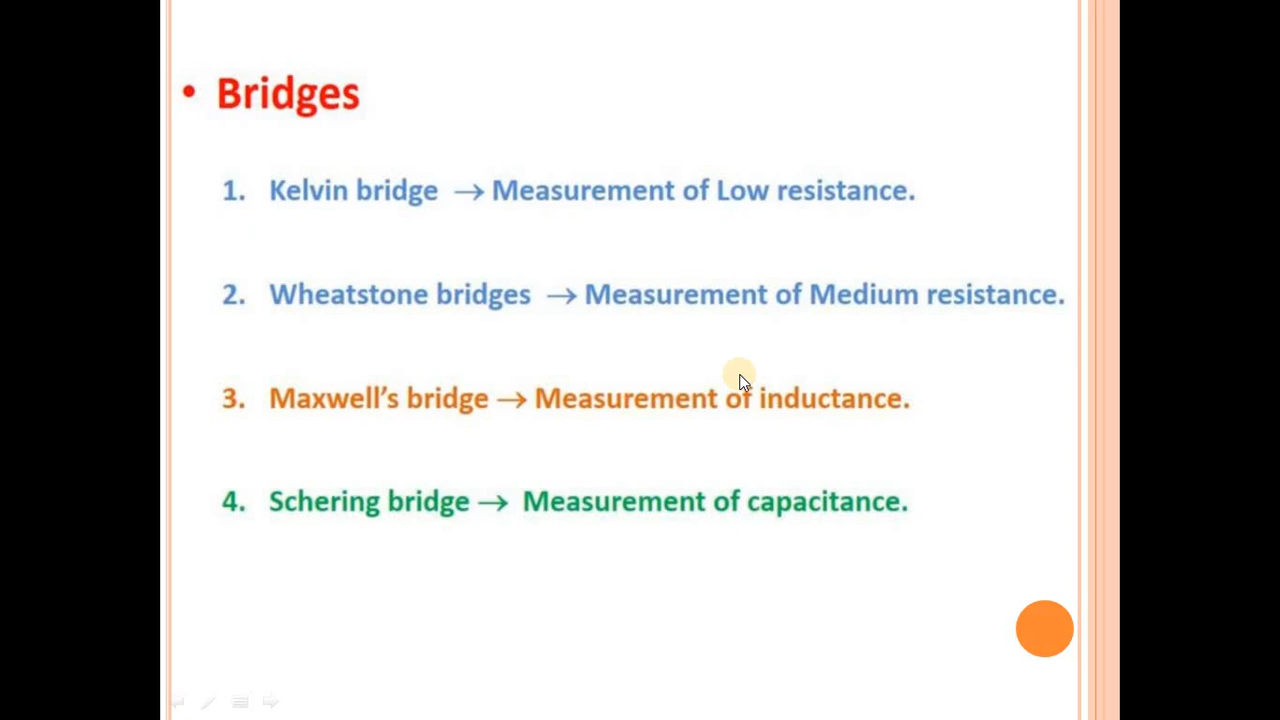 • Bridges
1. Kelvin bridge → Measurement of Low resistance.
2. Wheatstone bridges → Measurement of Medium resistance.
3. Maxwell’s bridge → Measurement of inductance.
4. Schering bridge → Measurement of capacitance.